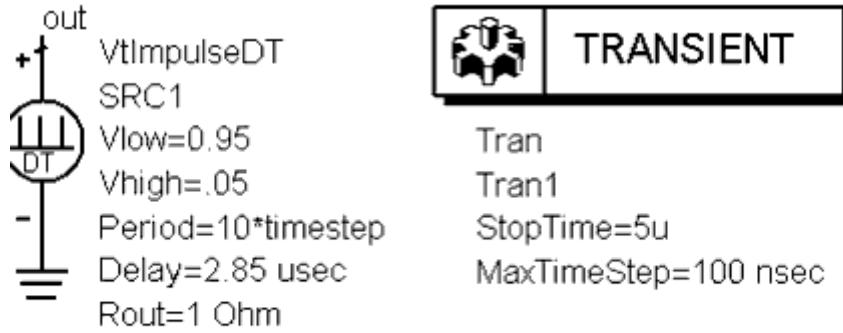 out
VtImpulseDT
SRC1
Vlow=0.95
Vhigh=.05
Period=10*timestep
Delay=2.85 usec
Rout=1 Ohm
DT
TRANSIENT
Tran
Tran1
StopTime=5u
MaxTimeStep=100 nsec